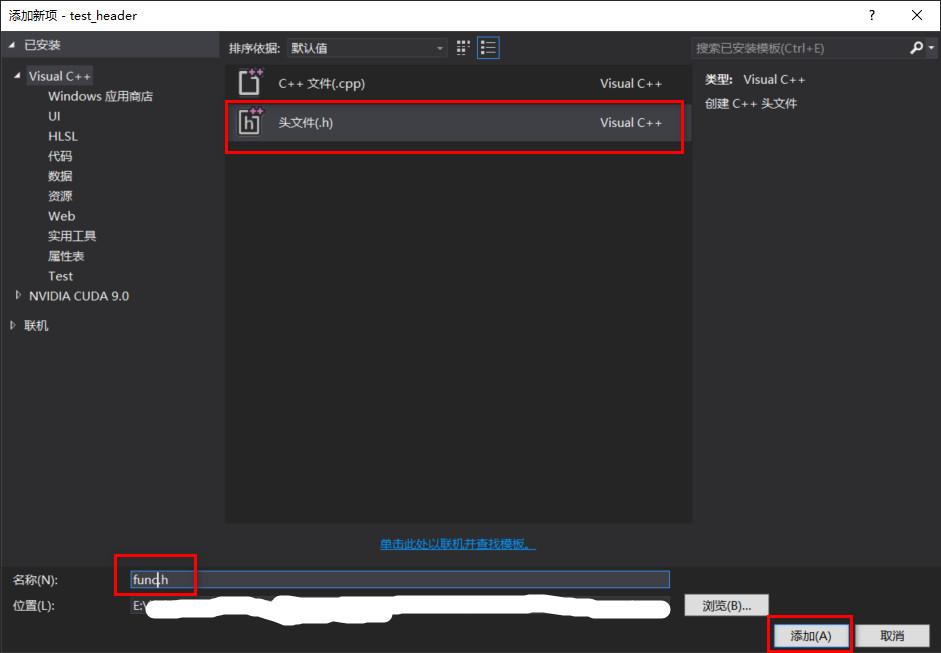 添加新项 - test_header
已安装
排序依据: 默认值
搜索已安装模板(Ctrl+E)
Visual C++
Windows 应用商店
UI
HLSL
代码
数据
资源
Web
实用工具
属性表
Test
NVIDIA CUDA 9.0
联机
C++ 文件(.cpp) Visual C++
头文件(.h) Visual C++
类型: Visual C++
创建 C++ 头文件
单击此处以联机并查找模板。
名称(N): func.h
位置(L): E:\
浏览(B)...
添加(A) 取消